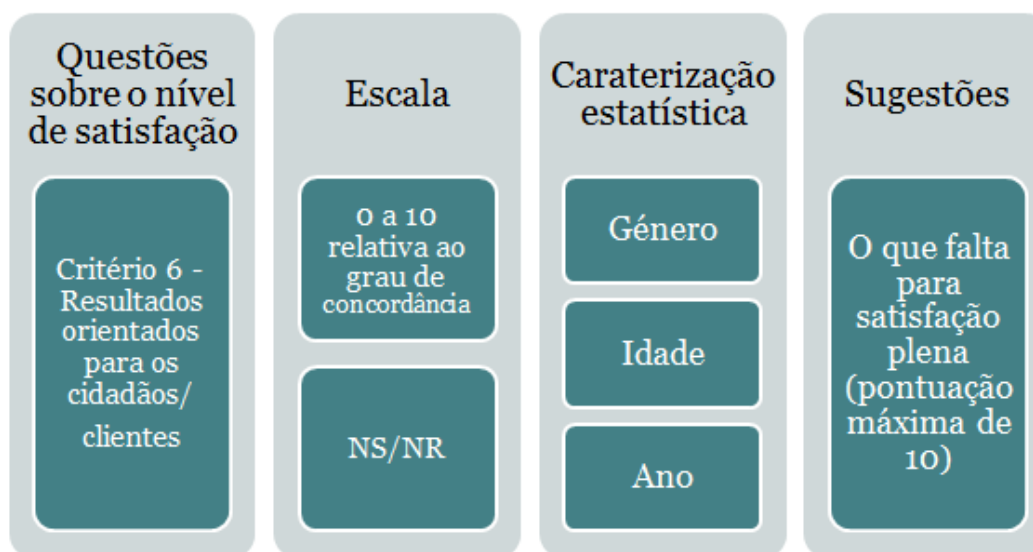 Questões
sobre o nível
de satisfação
Critério 6 -
Resultados
orientados
para os
cidadãos/
clientes
Escala
0 a 10
relativa ao
grau de
concordância
NS/NR
Caraterização
estatística
Género
Idade
Ano
Sugestões
O que falta
para
satisfação
plena
(pontuação
máxima de
10)